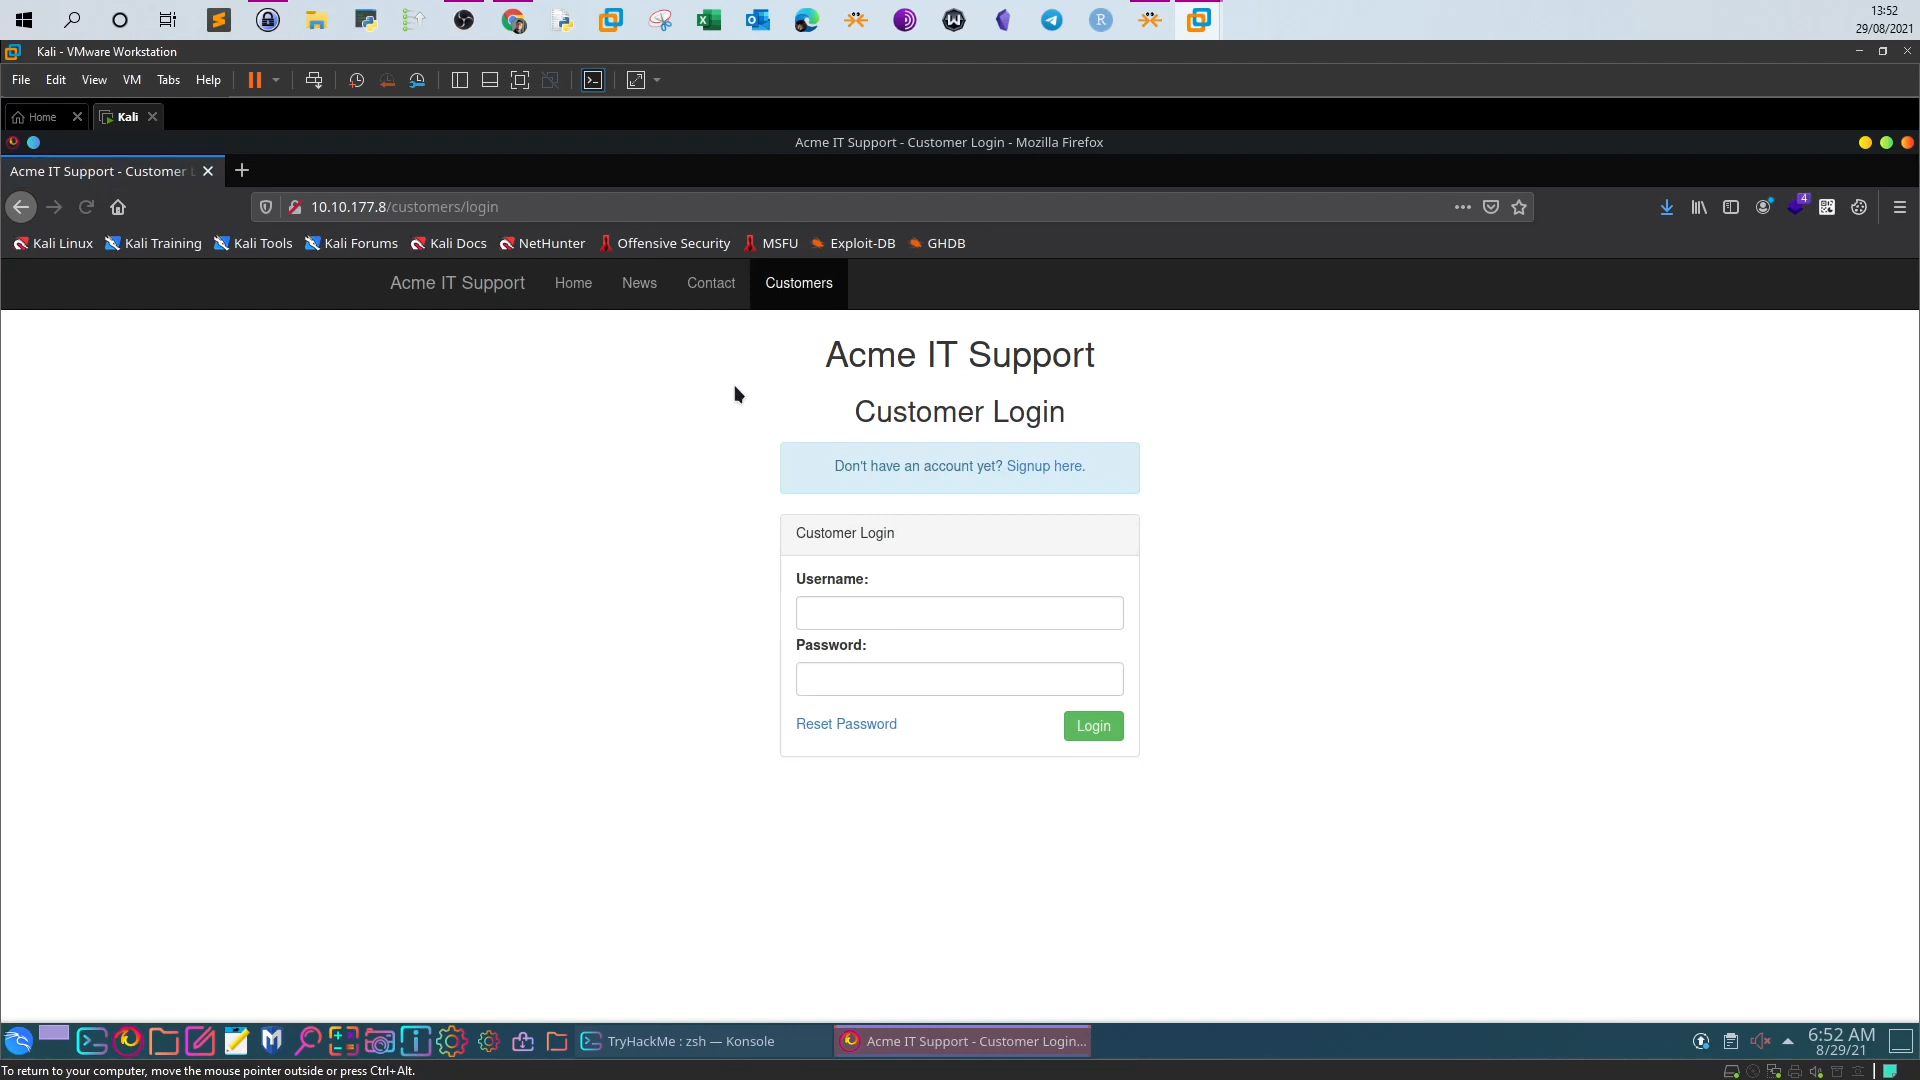 13:52
29/08/2021
Kali - VMware Workstation
File Edit View VM Tabs Help
Home Kali
Acme IT Support - Customer Login - Mozilla Firefox
Acme IT Support - Customer L
10.10.177.8/customers/login
4
Kali Linux Kali Training Kali Tools Kali Forums Kali Docs NetHunter Offensive Security MSFU Exploit-DB GHDB
Acme IT Support Home News Contact Customers
Acme IT Support
Customer Login
Don't have an account yet? Signup here.
Customer Login
Username:
Password:
Reset Password Login
TryHackMe : zsh — Konsole Acme IT Support - Customer Login...
6:52 AM
8/29/21
To return to your computer, move the mouse pointer outside or press Ctrl+Alt.